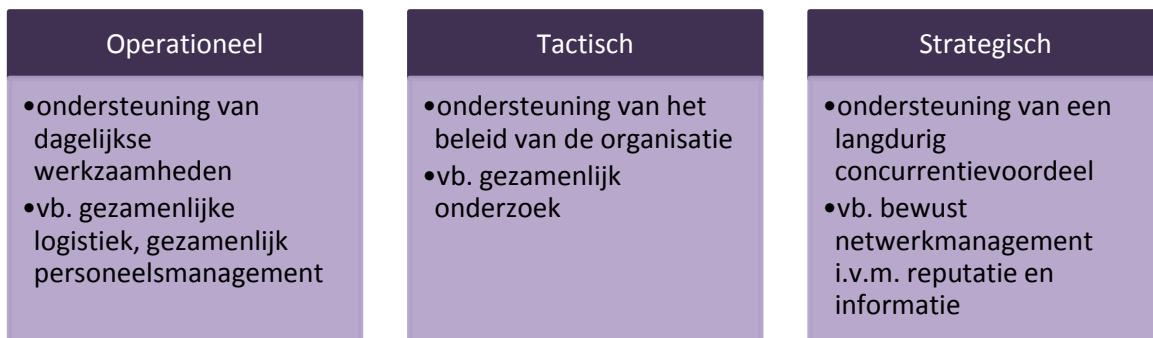 Operationeel
•ondersteuning van
dagelijkse
werkzaamheden
•vb. gezamenlijke
logistiek, gezamenlijk
personeelsmanagement
Tactisch
•ondersteuning van het
beleid van de organisatie
•vb. gezamenlijk
onderzoek
Strategisch
•ondersteuning van een
langdurig
concurrentievoordeel
•vb. bewust
netwerkmanagement
i.v.m. reputatie en
informatie